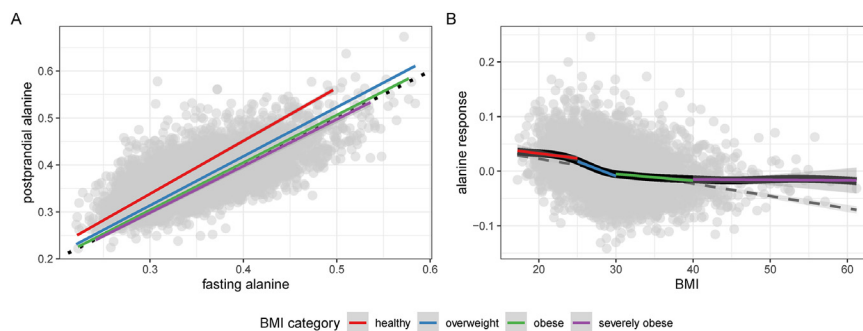 A
postprandial alanine
0.6
0.5
0.4
0.3
0.2
0.3
0.4
0.5
0.6
fasting alanine
B
alanine response
0.2
0.1
0.0
−0.1
20
30
40
50
60
BMI
BMI category healthy overweight obese severely obese